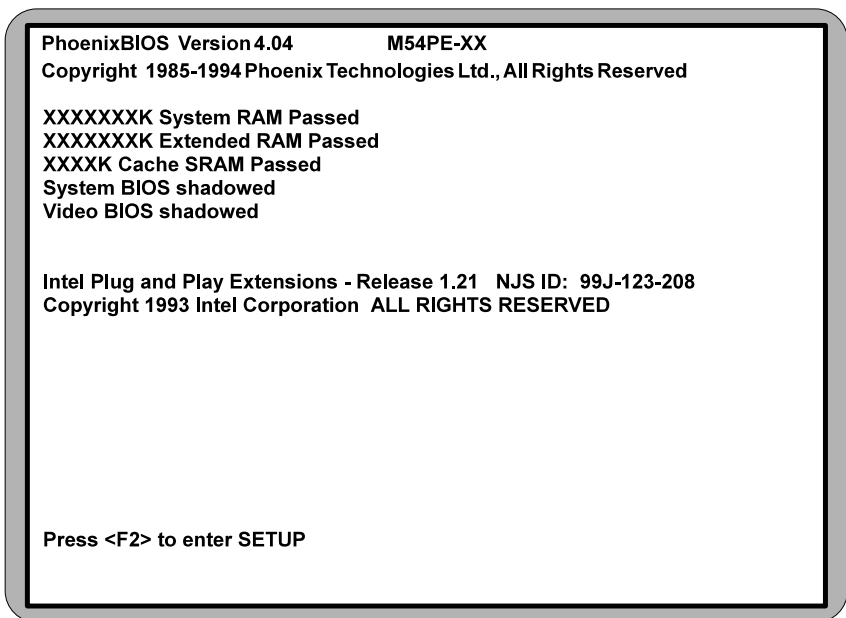 PhoenixBIOS Version 4.04 M54PE-XX
Copyright 1985-1994 Phoenix Technologies Ltd., All Rights Reserved
XXXXXXXK System RAM Passed
XXXXXXXK Extended RAM Passed
XXXXK Cache SRAM Passed
System BIOS shadowed
Video BIOS shadowed
Intel Plug and Play Extensions - Release 1.21 NJS ID: 99J-123-208
Copyright 1993 Intel Corporation ALL RIGHTS RESERVED
Press <F2> to enter SETUP